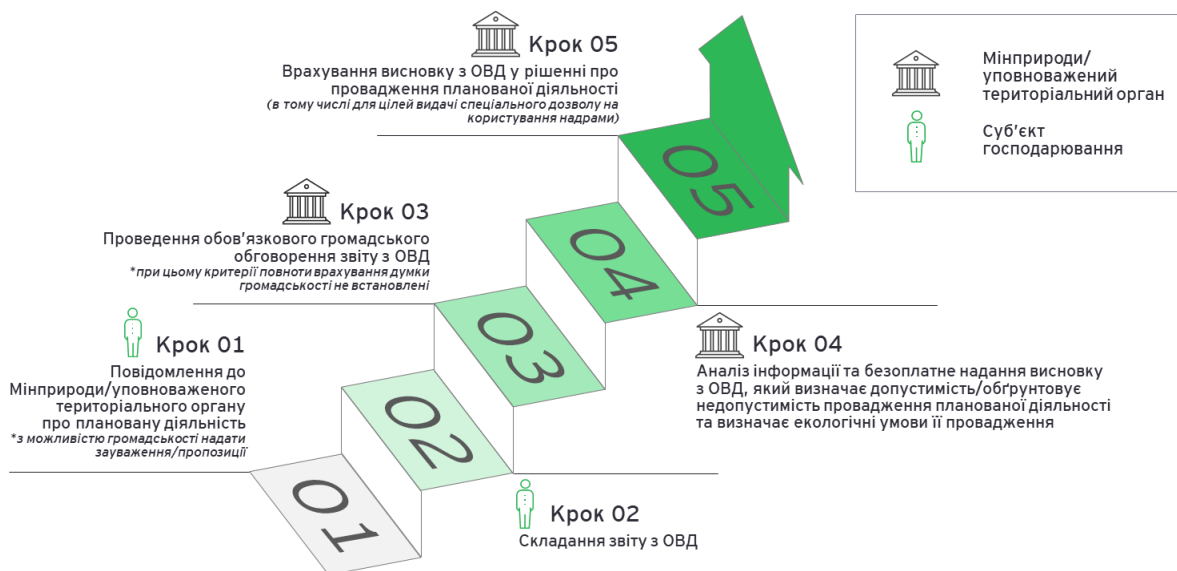 Крок 05
Врахування висновку з ОВД у рішенні про
провадження планованої діяльності
(в тому числі для цілей видачі спеціального дозволу на
користування надрами)
Мінприроди/
уповноважений
територіальний орган
Суб’єкт
господарювання
Крок 03
Проведення обов’язкового громадського
обговорення звіту з ОВД
*при цьому критерії повноти врахування думки
громадськості не встановлені
Крок 01
Повідомлення до
Мінприроди/уповноваженого
територіального органу
про плановану діяльність
*з можливістю громадськості надати
зауваження/пропозиції
Крок 04
Аналіз інформації та безоплатне надання висновку
з ОВД, який визначає допустимість/обґрунтовує
недопустимість провадження планованої діяльності
та визначає екологічні умови її провадження
Крок 02
Складання звіту з ОВД
05
04
03
02
01